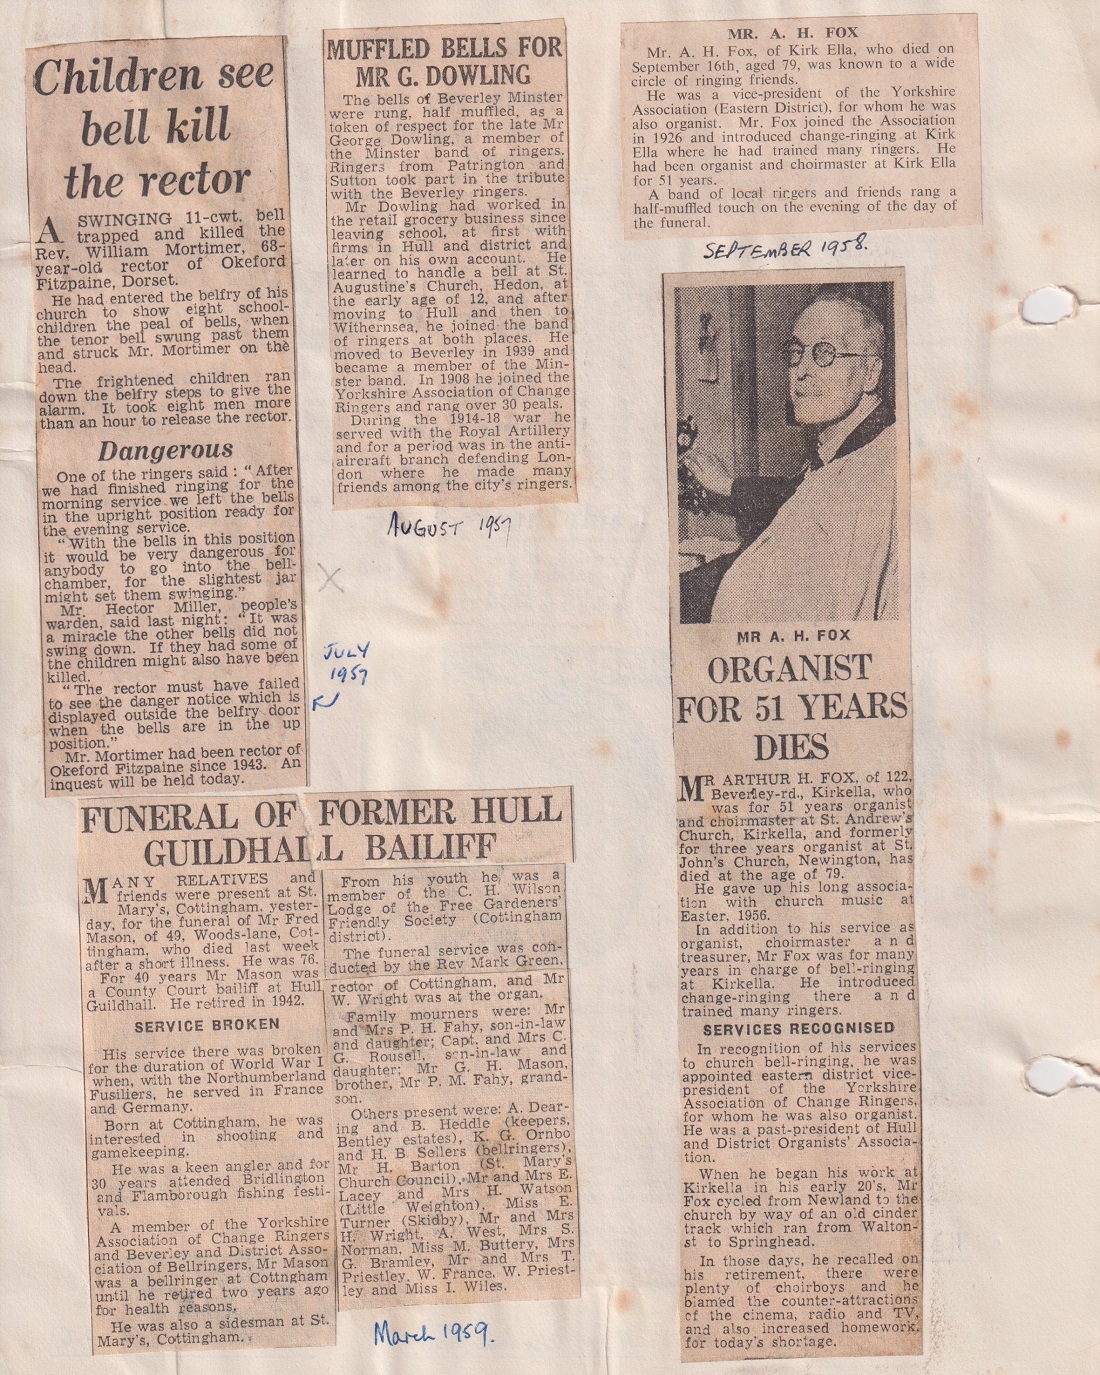 Children see
bell kill
the rector
A SWINGING 11-cwt. bell
trapped and killed the
Rev. William Mortimer, 68-
year-old rector of Okeford
Fitzpaine, Dorset.
He had entered the belfry of his
church to show eight school-
children the peal of bells, when
the tenor bell swung past them
and struck Mr. Mortimer on the
head.
The frightened children ran
down the belfry steps to give the
alarm. It took eight men more
than an hour to release the rector.
Dangerous
One of the ringers said : “ After
we had finished ringing for the
morning service we left the bells
in the upright position ready for
the evening service.
“ With the bells in this position
it would be very dangerous for
anybody to go into the bell-
chamber, for the slightest jar
might set them swinging.”
Mr. Hector Miller, people's
warden, said last night: “ It was
a miracle the other bells did not
swing down. If they had some of
the children might also have been
killed.
“ The rector must have failed
to see the danger notice which is
displayed outside the belfry door
when the bells are in the up
position.”
Mr. Mortimer had been rector of
Okeford Fitzpaine since 1943. An
inquest will be held today.
X
JULY
1957
MUFFLED BELLS FOR
MR G. DOWLING
The bells of Beverley Minster
were rung, half muffled, as a
token of respect for the late Mr
George Dowling, a member of
the Minster band of ringers.
Ringers from Patrington and
Sutton took part in the tribute
with the Beverley ringers.
Mr Dowling had worked in
the retail grocery business since
leaving school, at first with
firms in Hull and district and
later on his own account. He
learned to handle a bell at St.
Augustine's Church, Hedon, at
the early age of 12, and after
moving to Hull and then to
Withernsea, he joined the band
of ringers at both places. He
moved to Beverley in 1939 and
became a member of the Min-
ster band. In 1908 he joined the
Yorkshire Association of Change
Ringers and rang over 30 peals.
During the 1914-18 war he
served with the Royal Artillery
and for a period was in the anti-
aircraft branch defending Lon-
don where he made many
friends among the city's ringers.
AUGUST 1957
MR. A. H. FOX
Mr. A. H. Fox, of Kirk Ella, who died on
September 16th, aged 79, was known to a wide
circle of ringing friends.
He was a vice-president of the Yorkshire
Association (Eastern District), for whom he was
also organist. Mr. Fox joined the Association
in 1926 and introduced change-ringing at Kirk
Ella where he had trained many ringers. He
had been organist and choirmaster at Kirk Ella
for 51 years.
A band of local ringers and friends rang a
half-muffled touch on the evening of the day of
the funeral.
SEPTEMBER 1958.
MR A. H. FOX
ORGANIST
FOR 51 YEARS
DIES
MR ARTHUR H. FOX, of 122,
Beverley-rd., Kirkella, who
was for 51 years organist
and choirmaster at St. Andrew's
Church, Kirkella, and formerly
for three years organist at St.
John's Church, Newington, has
died at the age of 79.
He gave up his long associa-
tion with church music at
Easter, 1956.
In addition to his service as
organist, choirmaster and
treasurer, Mr Fox was for many
years in charge of bell-ringing
at Kirkella. He introduced
change-ringing there and
trained many ringers.
SERVICES RECOGNISED
In recognition of his services
to church bell-ringing, he was
appointed eastern district vice-
president of the Yorkshire
Association of Change Ringers,
for whom he was also organist.
He was a past-president of Hull
and District Organists' Associa-
tion.
When he began his work at
Kirkella in his early 20's, Mr
Fox cycled from Newland to the
church by way of an old cinder
track which ran from Walton-
st to Springhead.
In those days, he recalled on
his retirement, there were
plenty of choirboys and he
blamed the counter-attractions
of the cinema, radio and TV,
and also increased homework,
for today's shortage.
FUNERAL OF FORMER HULL
GUILDHALL BAILIFF
MANY RELATIVES and
friends were present at St.
Mary's, Cottingham, yester-
day, for the funeral of Mr Fred
Mason, of 49, Woods-lane, Cot-
tingham, who died last week
after a short illness. He was 76.
For 40 years Mr Mason was
a County Court bailiff at Hull
Guildhall. He retired in 1942.
SERVICE BROKEN
His service there was broken
for the duration of World War I
when, with the Northumberland
Fusiliers, he served in France
and Germany.
Born at Cottingham, he was
interested in shooting and
gamekeeping.
He was a keen angler and for
30 years attended Bridlington
and Flamborough fishing festi-
vals.
A member of the Yorkshire
Association of Change Ringers
and Beverley and District Asso-
ciation of Bellringers, Mr Mason
was a bellringer at Cottngham
until he retired two years ago
for health reasons.
He was also a sidesman at St.
Mary's, Cottingham.
From his youth he was a
member of the C. H. Wilson
Lodge of the Free Gardeners'
Friendly Society (Cottingham
district).
The funeral service was con-
ducted by the Rev Mark Green,
rector of Cottingham, and Mr
W. Wright was at the organ.
Family mourners were: Mr
and Mrs P. H. Fahy, son-in-law
and daughter; Capt. and Mrs C.
G. Rousell, son-in-law and
daughter; Mr G. H. Mason,
brother, Mr P. M. Fahy, grand-
son.
Others present were: A. Dear-
ing and B. Heddle (keepers,
Bentley estates), K. G. Ornbo
and H. B. Sellers (bellringers),
Mr H. Barton (St. Mary's
Church Council), Mr and Mrs E.
Lacey and Mrs H. Watson
(Little Weighton), Miss E.
Turner (Skidby), Mr and Mrs
H. Wright, A. West, Mrs S.
Norman, Miss M. Buttery, Mrs
G. Bramley, Mr and Mrs T.
Priestley, W. France, W. Priest-
ley and Miss I. Wiles.
March 1959.